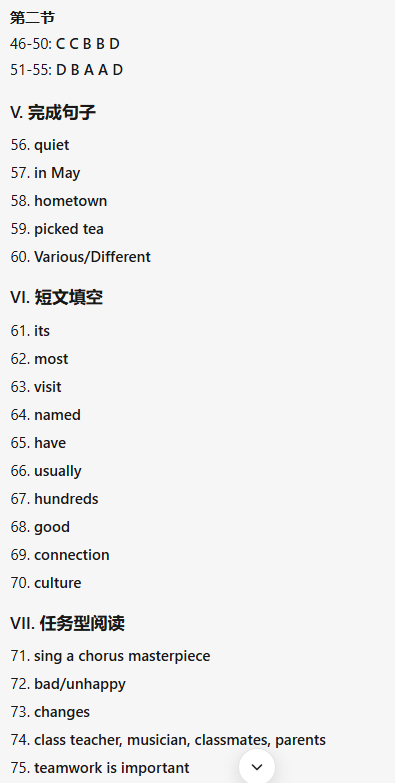 第二节
46-50: C C B B D
51-55: D B A A D
V. 完成句子
56. quiet
57. in May
58. hometown
59. picked tea
60. Various/Different
VI. 短文填空
61. its
62. most
63. visit
64. named
65. have
66. usually
67. hundreds
68. good
69. connection
70. culture
VII. 任务型阅读
71. sing a chorus masterpiece
72. bad/unhappy
73. changes
74. class teacher, musician, classmates, parents
75. teamwork is important